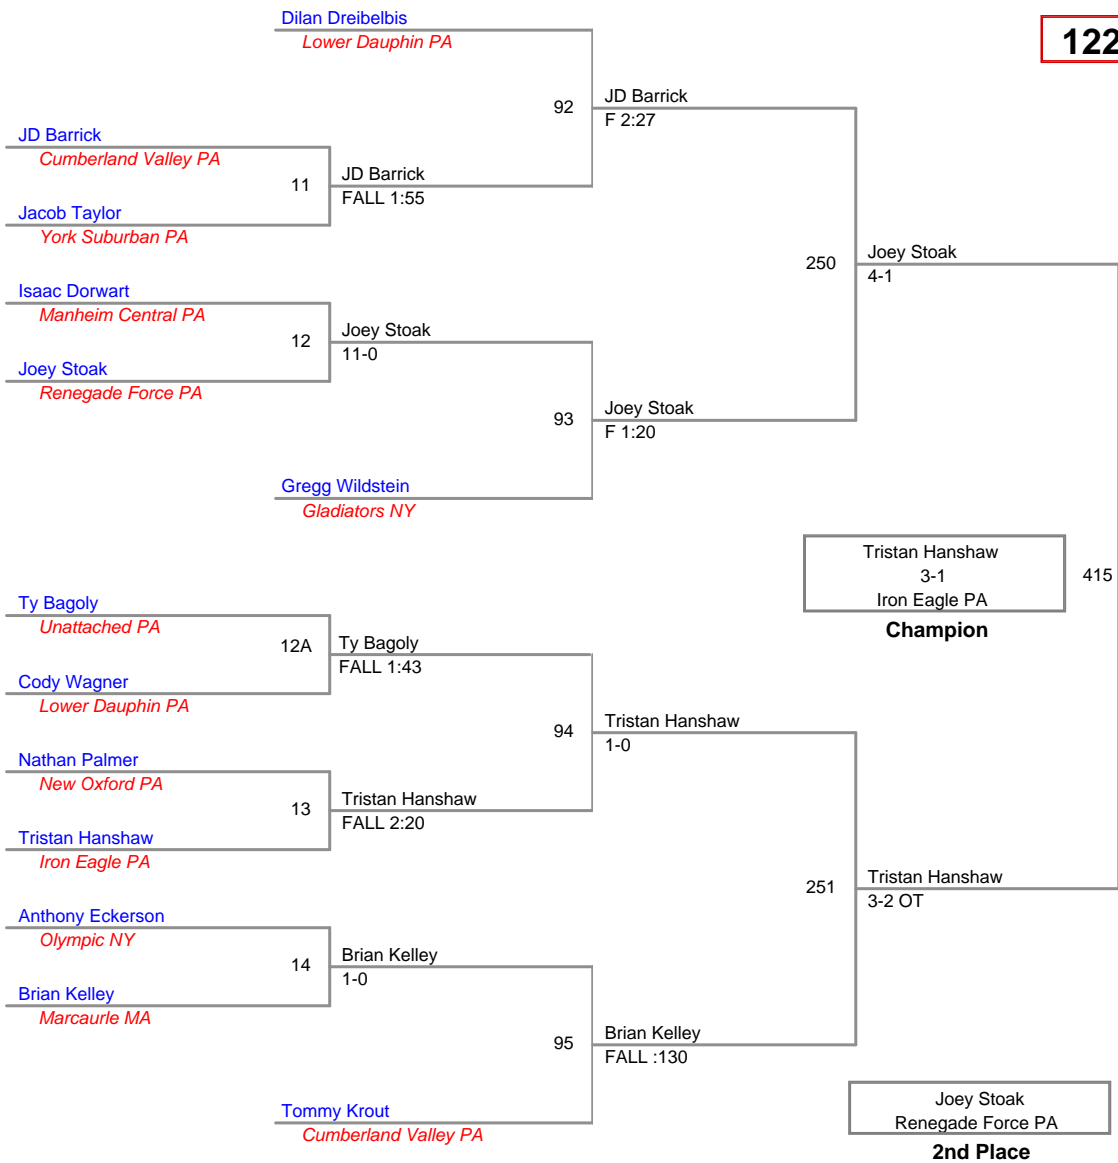 Dilan Dreibelbis
Lower Dauphin PA
122
92
JD Barrick
F 2:27
JD Barrick
Cumberland Valley PA
11
JD Barrick
FALL 1:55
Jacob Taylor
York Suburban PA
250
Joey Stoak
4-1
Isaac Dorwart
Manheim Central PA
12
Joey Stoak
11-0
Joey Stoak
Renegade Force PA
93
Joey Stoak
F 1:20
Gregg Wildstein
Gladiators NY
Tristan Hanshaw
3-1
Iron Eagle PA
415
Champion
Ty Bagoly
Unattached PA
12A
Ty Bagoly
FALL 1:43
Cody Wagner
Lower Dauphin PA
94
Tristan Hanshaw
1-0
Nathan Palmer
New Oxford PA
13
Tristan Hanshaw
FALL 2:20
Tristan Hanshaw
Iron Eagle PA
251
Tristan Hanshaw
3-2 OT
Anthony Eckerson
Olympic NY
14
Brian Kelley
1-0
Brian Kelley
Marcaurle MA
95
Brian Kelley
FALL :130
Tommy Krout
Cumberland Valley PA
Joey Stoak
Renegade Force PA
2nd Place